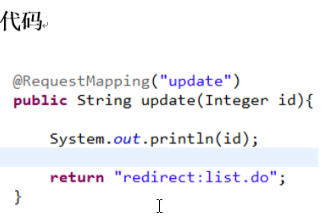 代码
@RequestMapping("update")
public String update(Integer id){
System.out.println(id);
return "redirect:list.do";
}